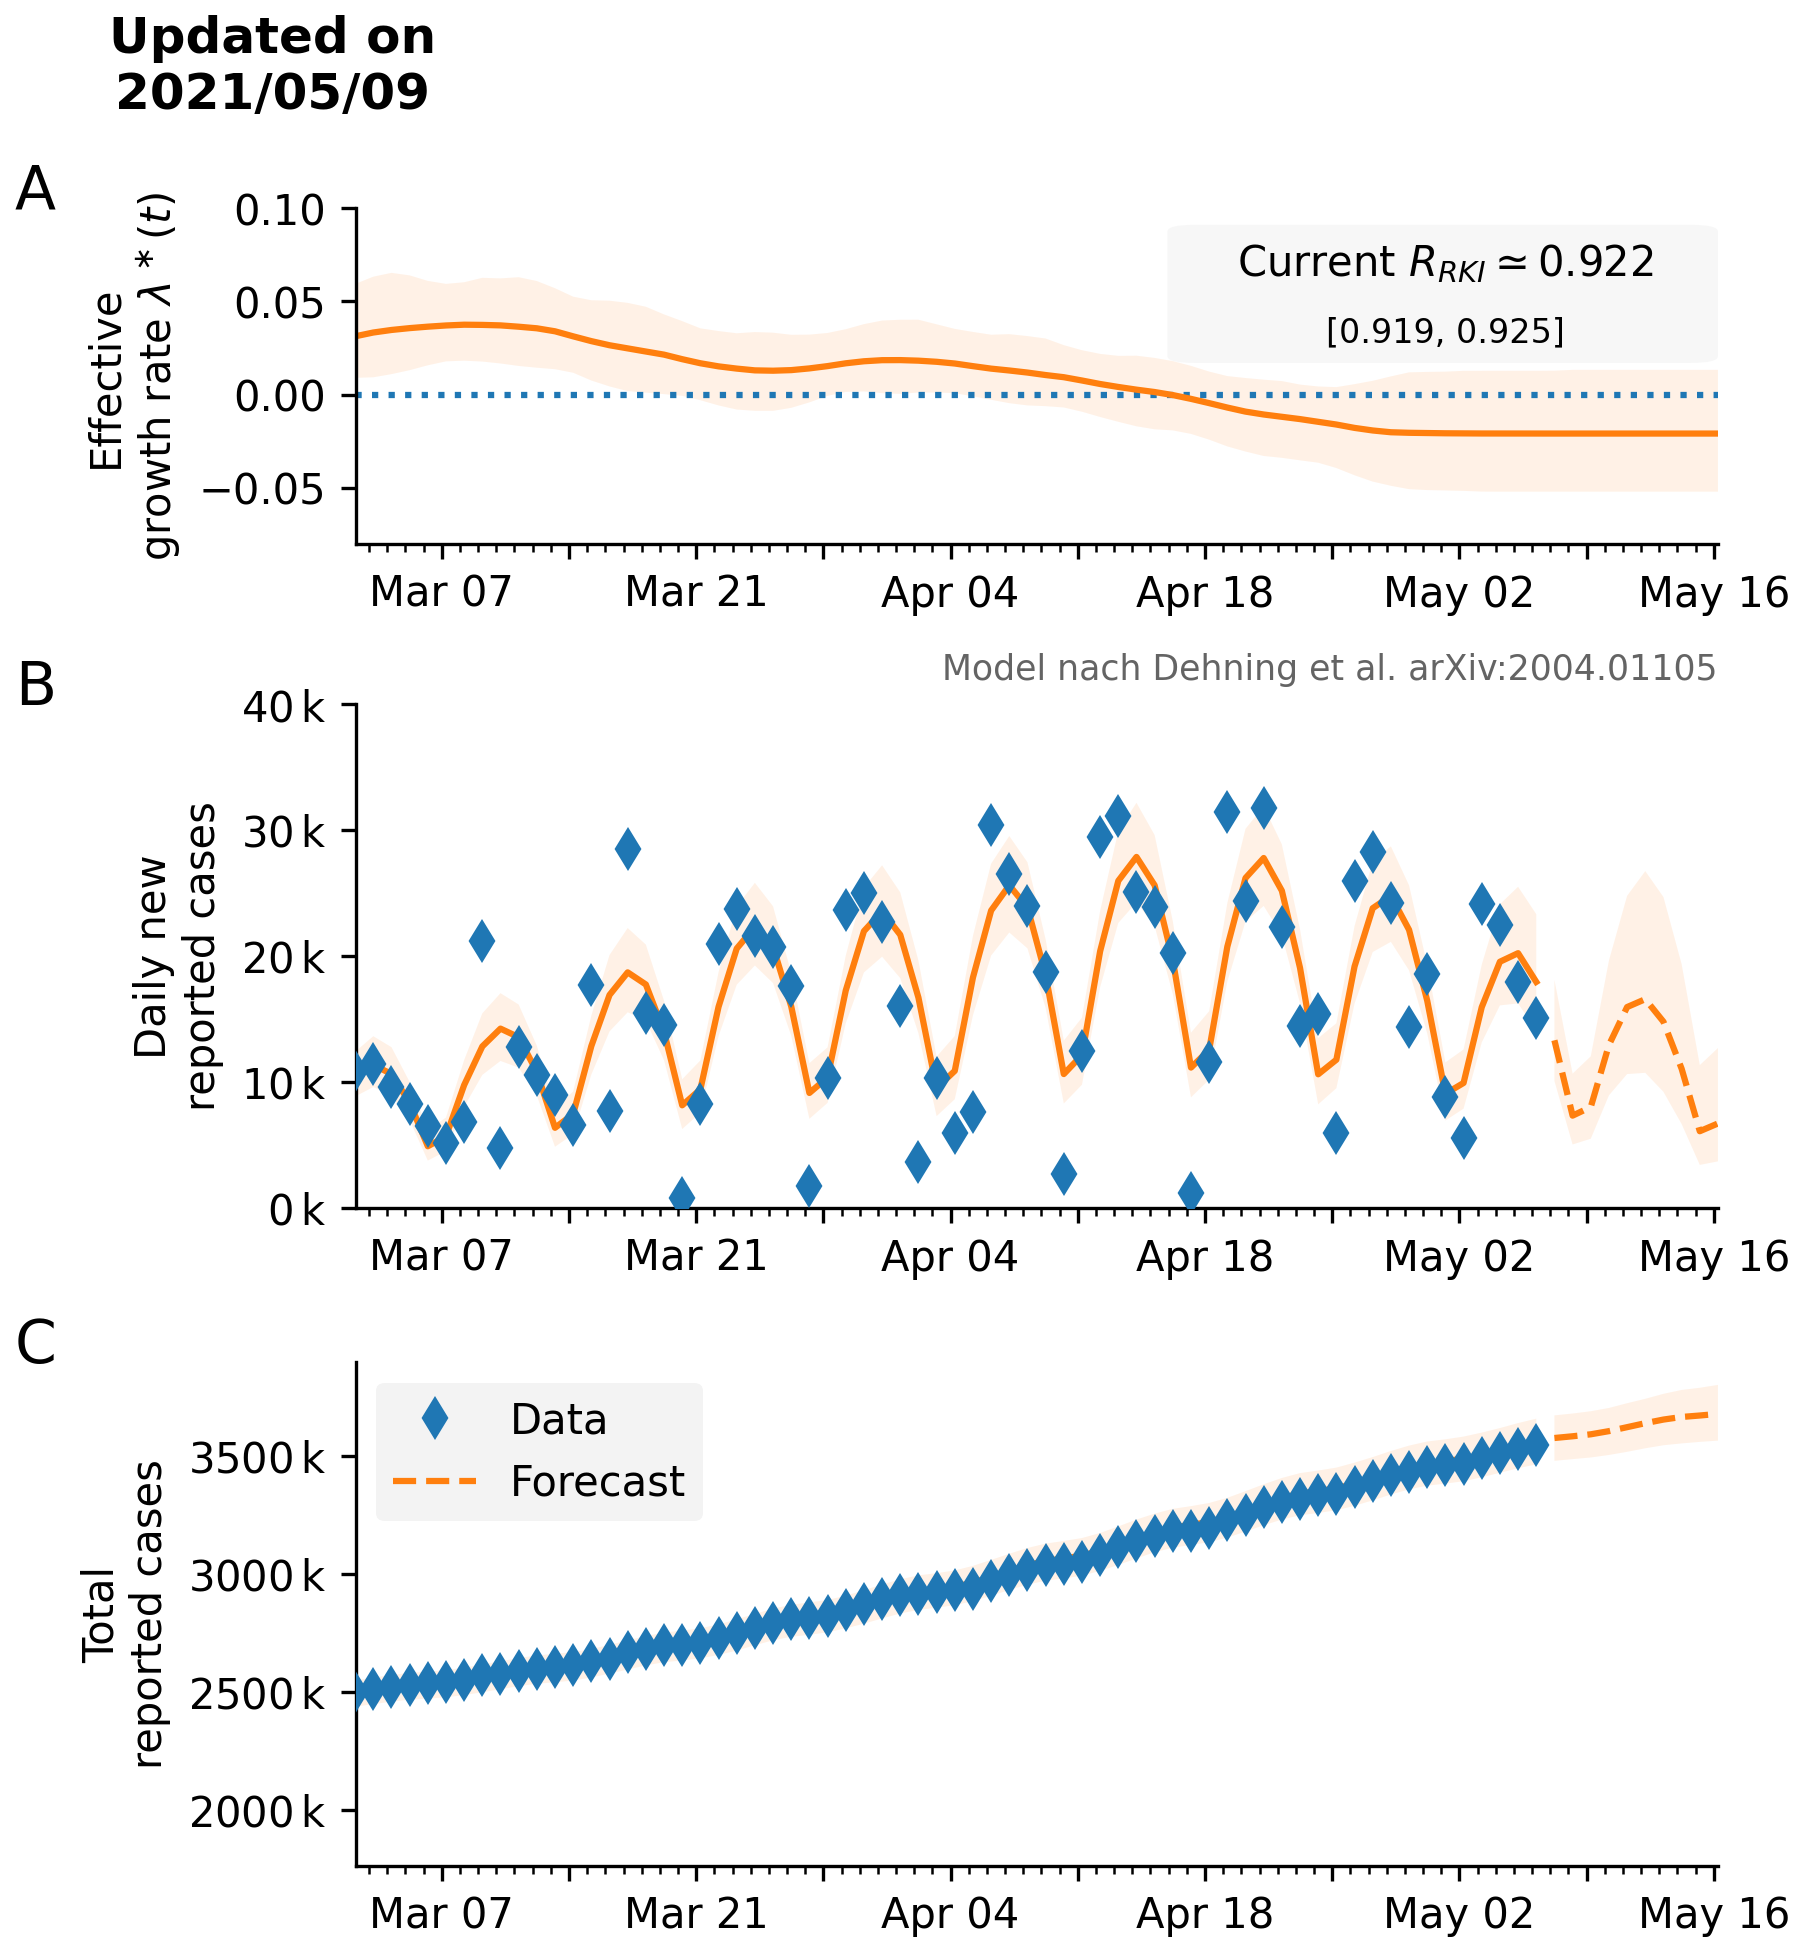 Updated on
2021/05/09
A
Effective
growth rate λ * (t)
0.10
0.05
0.00
−0.05
Current R_RKI ≃ 0.922
[0.919, 0.925]
Mar 07 Mar 21 Apr 04 Apr 18 May 02 May 16
B
Model nach Dehning et al. arXiv:2004.01105
Daily new
reported cases
40 k
30 k
20 k
10 k
0 k
Mar 07 Mar 21 Apr 04 Apr 18 May 02 May 16
C
Total
reported cases
3500 k
3000 k
2500 k
2000 k
Data
Forecast
Mar 07 Mar 21 Apr 04 Apr 18 May 02 May 16